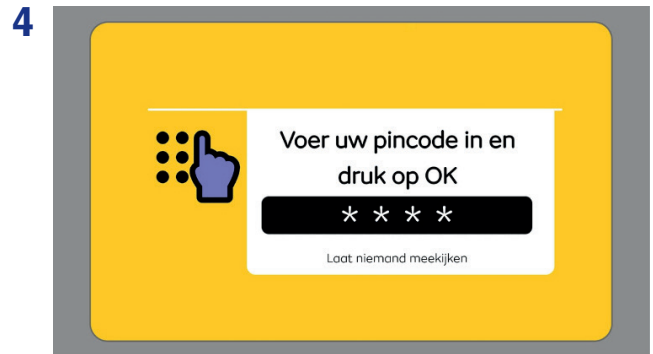 4
Voer uw pincode in en
druk op OK
* * * *
Laat niemand meekijken